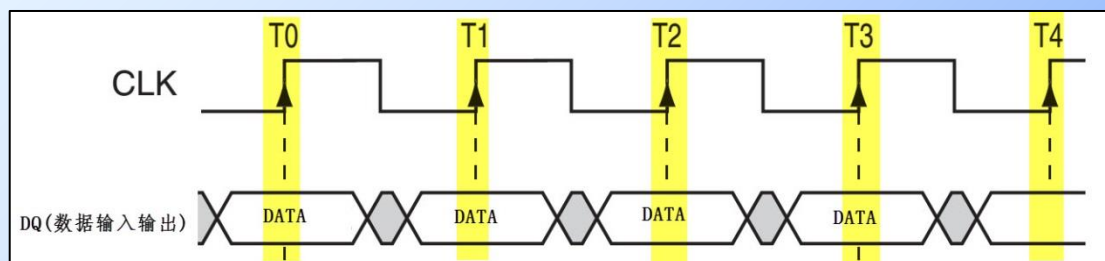 T0 T1 T2 T3 T4
CLK
DATA DATA DATA DATA
DQ(数据输入输出)